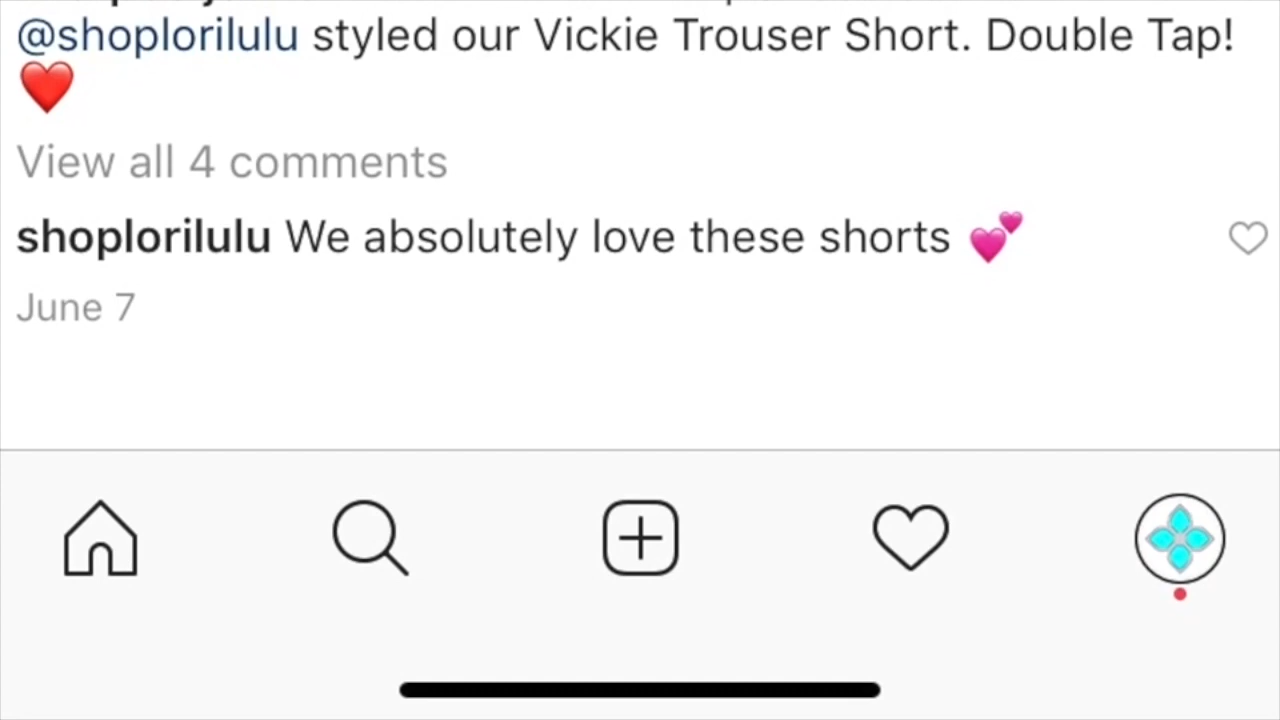 @shoplorilulu styled our Vickie Trouser Short. Double Tap!
❤️
View all 4 comments
shoplorilulu We absolutely love these shorts 💕
June 7